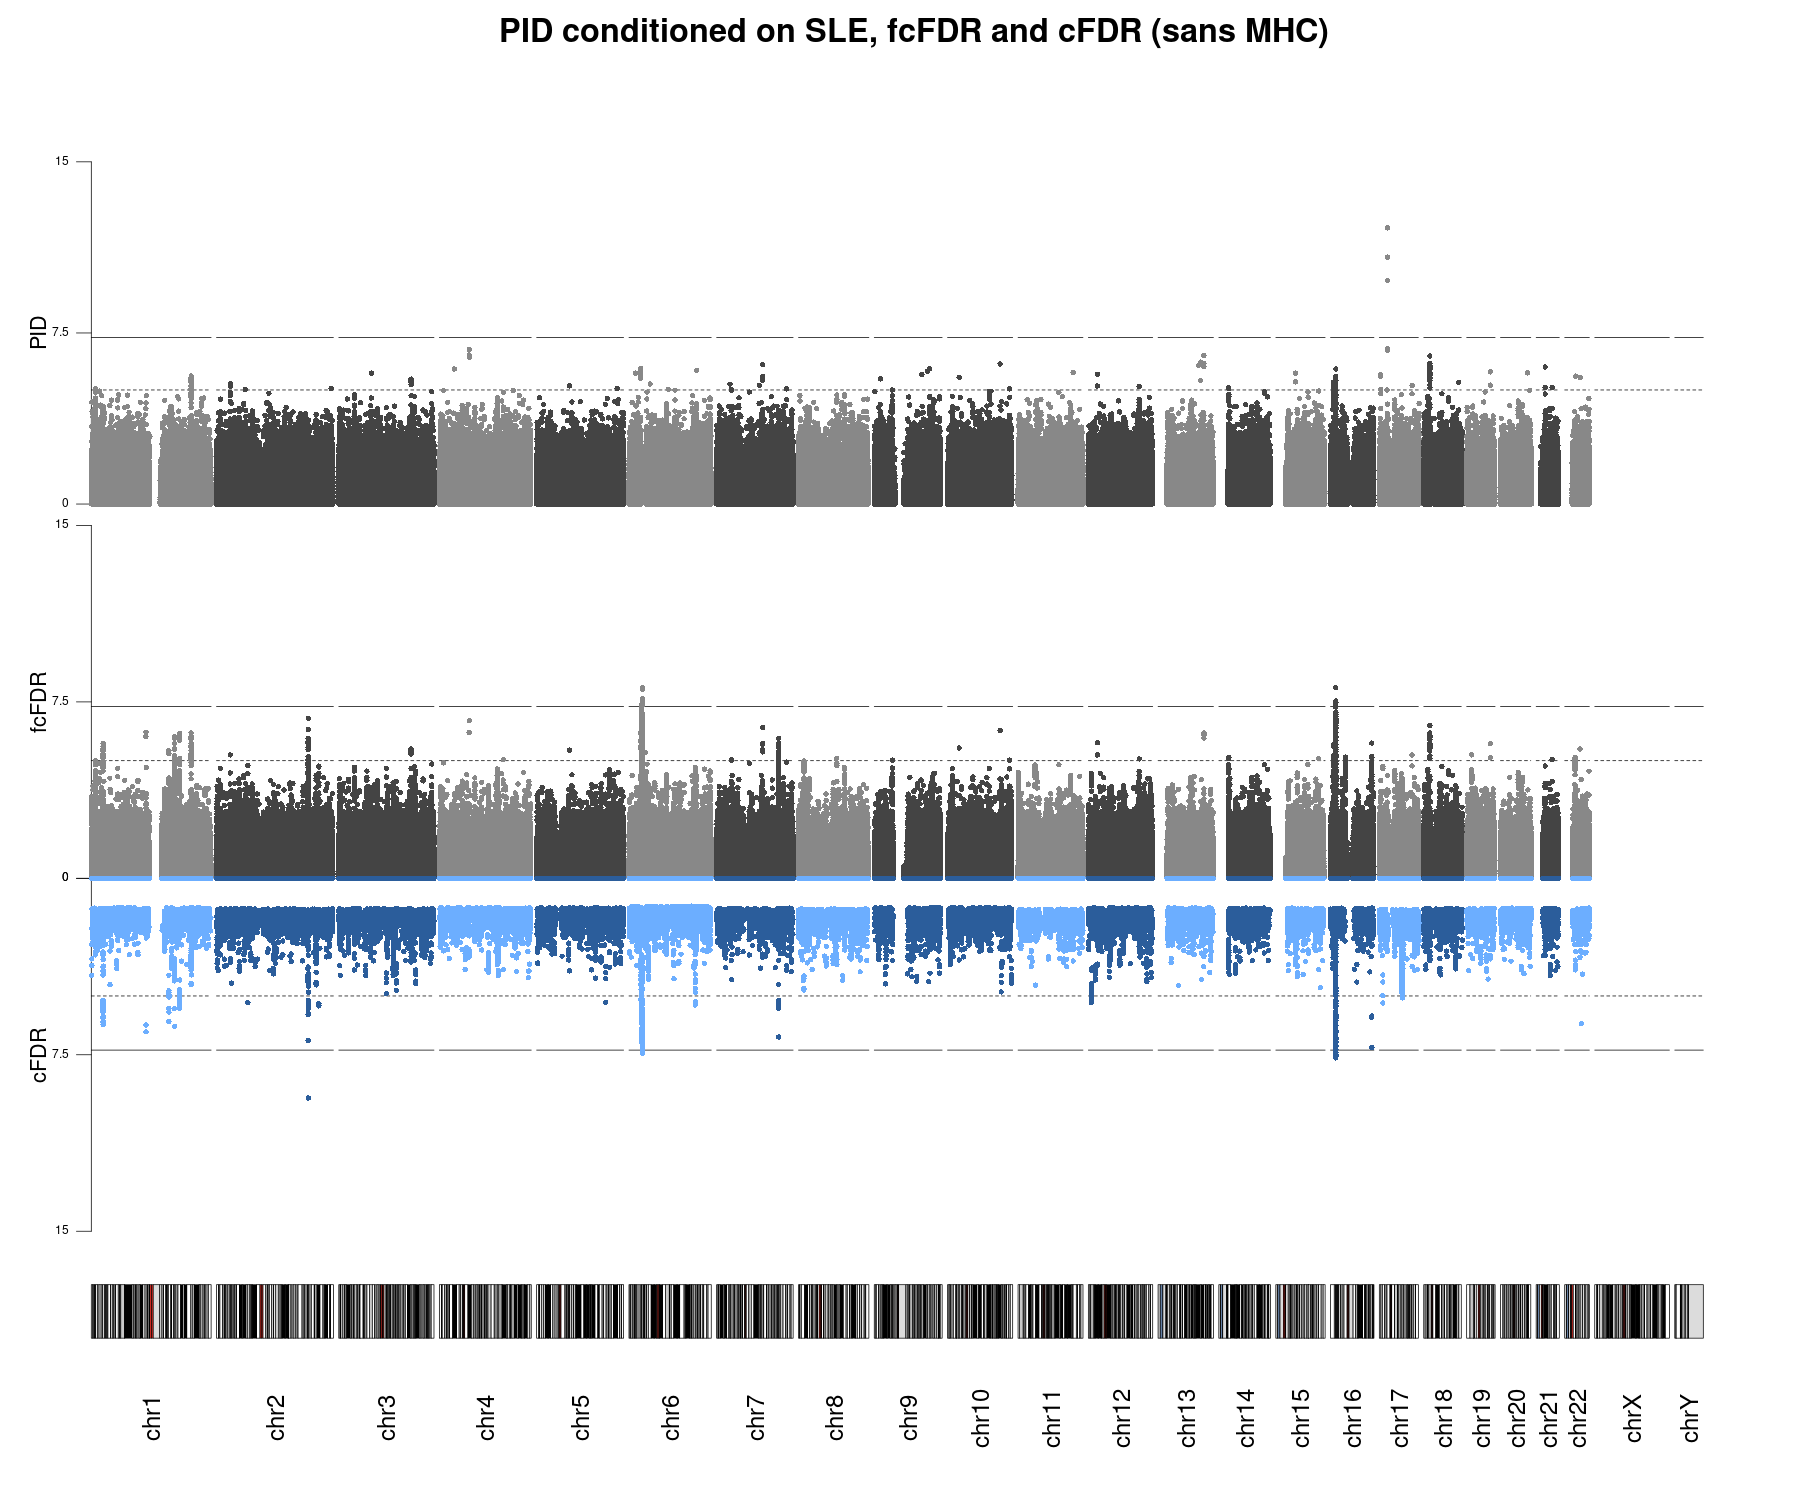 PID conditioned on SLE, fcFDR and cFDR (sans MHC)
15
PID
7.5
0
15
fcFDR
7.5
0
cFDR
7.5
15
chr1 chr2 chr3 chr4 chr5 chr6 chr7 chr8 chr9 chr10 chr11 chr12 chr13 chr14 chr15 chr16 chr17 chr18 chr19 chr20 chr21 chr22 chrX chrY